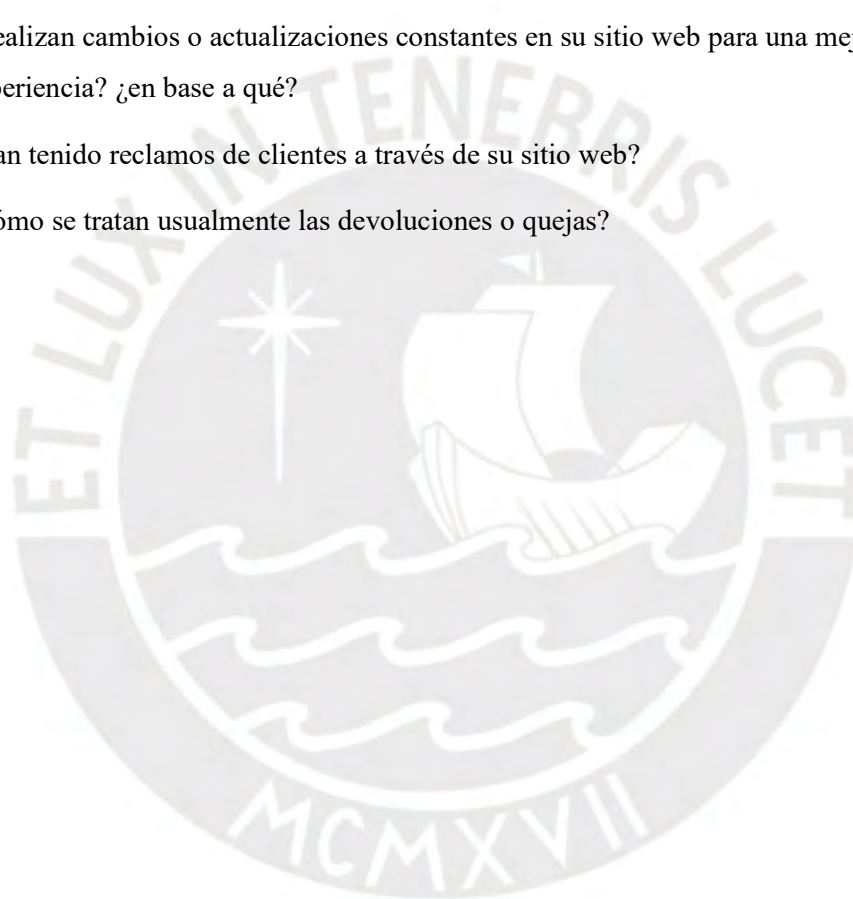 ealizan cambios o actualizaciones constantes en su sitio web para una mej
periencia? ¿en base a qué?
an tenido reclamos de clientes a través de su sitio web?
ómo se tratan usualmente las devoluciones o quejas?
ET LUX IN TENEBRIS LUCET
MCMXVII